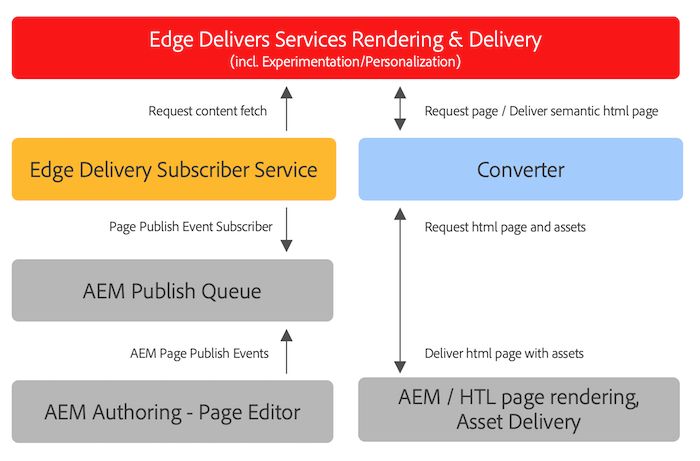 Edge Delivers Services Rendering & Delivery
(incl. Experimentation/Personalization)
Request content fetch
Request page / Deliver semantic html page
Edge Delivery Subscriber Service
Converter
Page Publish Event Subscriber
Request html page and assets
AEM Publish Queue
AEM Page Publish Events
Deliver html page with assets
AEM Authoring - Page Editor
AEM / HTL page rendering,
Asset Delivery